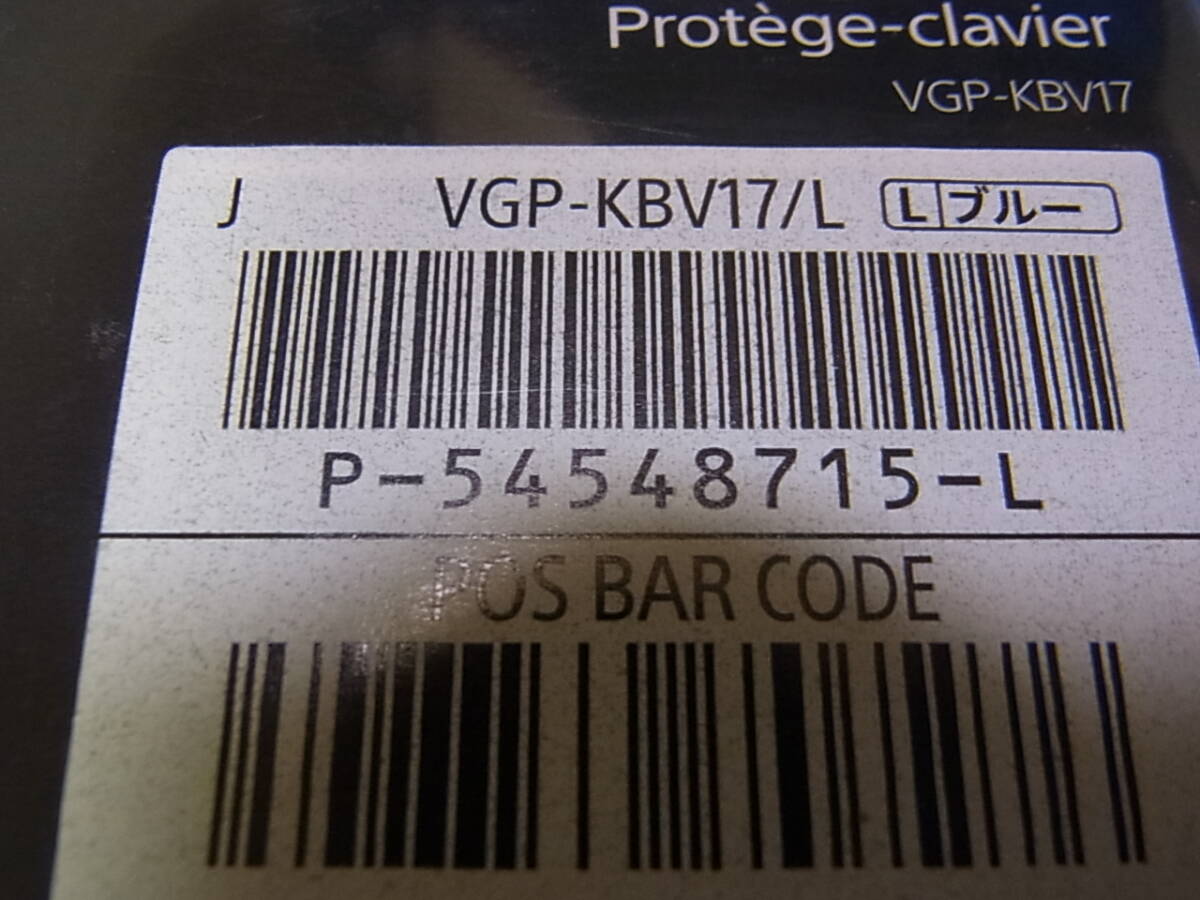 Protège-clavier
VGP-KBV17
J VGP-KBV17/L L ブルー
P-54548715-L
POS BAR CODE